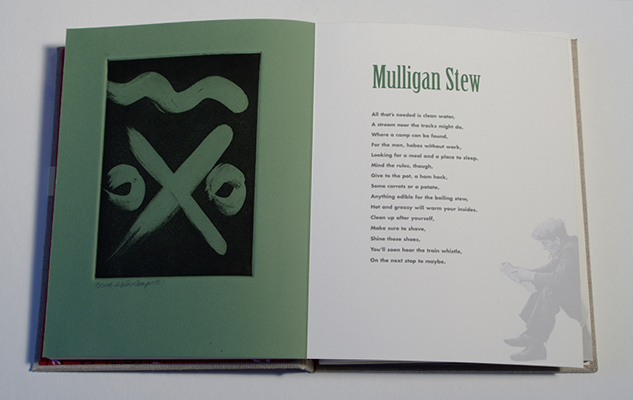 Mulligan Stew
All that's needed is clean water,
A stream near the tracks might do,
Where a camp can be found,
For the men, hobos without work,
Looking for a meal and a place to sleep.
Mind the rules, though,
Give to the pot, a ham hock,
Some carrots or a potato,
Anything edible for the boiling stew,
Hot and greasy will warm your insides.
Clean up after yourself,
Make sure to shave,
Shine those shoes,
You'll soon hear the train whistle,
On the next stop to maybe.